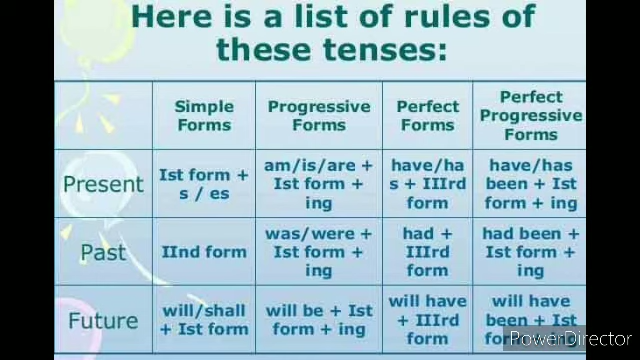 Here is a list of rules of
these tenses:
Simple
Forms
Progressive
Forms
Perfect
Forms
Perfect
Progressive
Forms
Present
Ist form +
s / es
am/is/are +
Ist form +
ing
have/ha
s + IIIrd
form
have/has
been + Ist
form + ing
Past
IInd form
was/were +
Ist form +
ing
had +
IIIrd
form
had been +
Ist form +
ing
Future
will/shall
+ Ist form
will be + Ist
form + ing
will have
+ IIIrd
form
will have
been + Ist
form + ing
PowerDirector